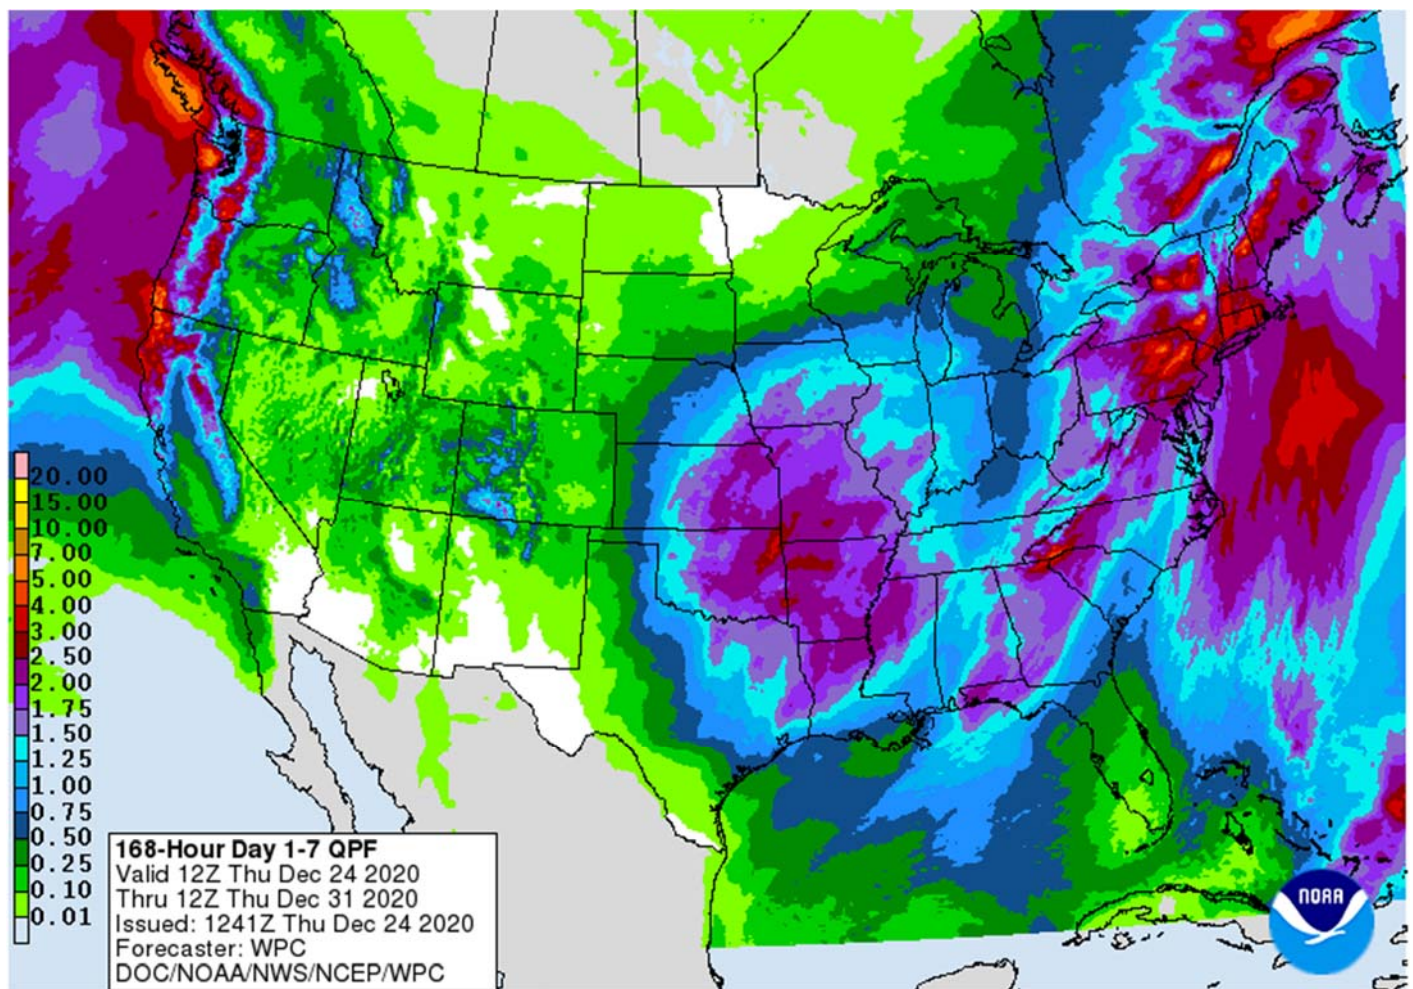 20.00
15.00
10.00
7.00
5.00
4.00
3.00
2.50
2.00
1.75
1.50
1.25
1.00
0.75
0.50
0.25
0.10
0.01
168-Hour Day 1-7 QPF
Valid 12Z Thu Dec 24 2020
Thru 12Z Thu Dec 31 2020
Issued: 1241Z Thu Dec 24 2020
Forecaster: WPC
DOC/NOAA/NWS/NCEP/WPC
NOAA